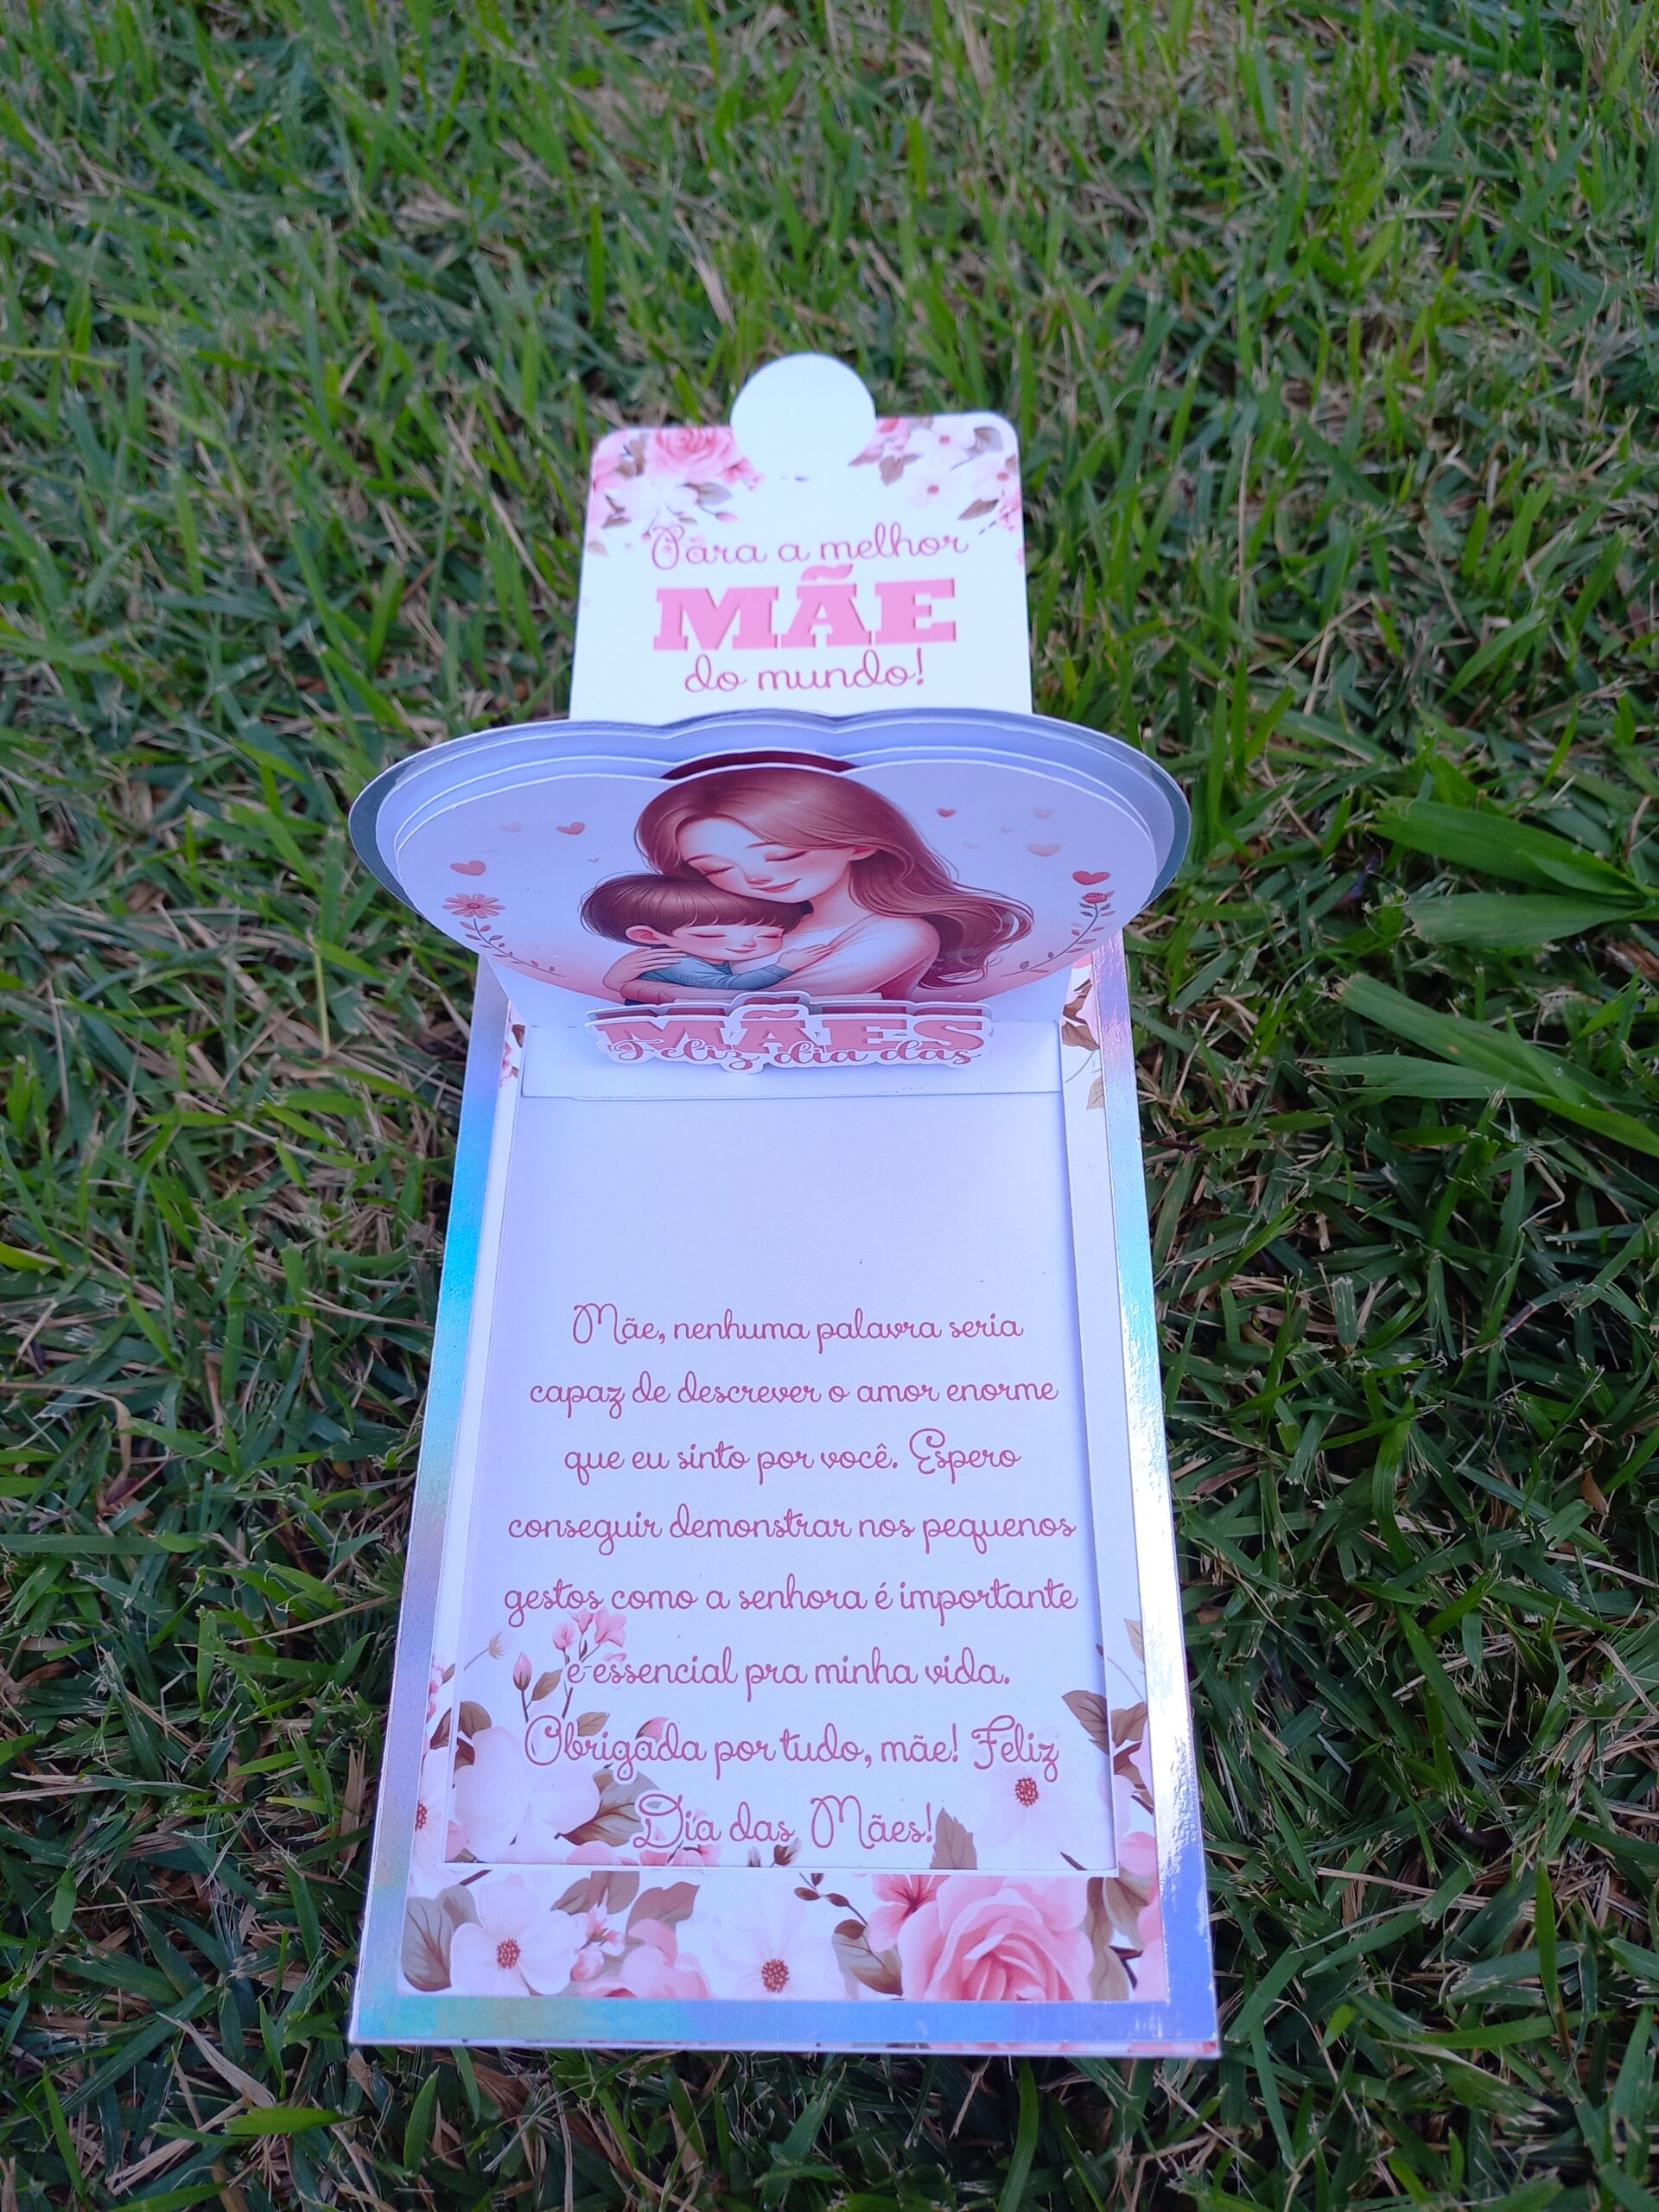 Para a melhor
MÃE
do mundo!
MÃES
Feliz dia das
Mãe, nenhuma palavra seria
capaz de descrever o amor enorme
que eu sinto por você. Espero
conseguir demonstrar nos pequenos
gestos como a senhora é importante
e essencial pra minha vida.
Obrigada por tudo, mãe! Feliz
Dia das Mães!